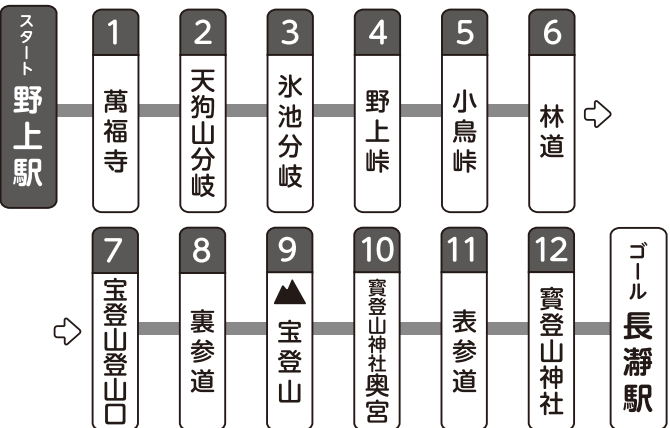 スタート 野上駅
1
萬福寺
2
天狗山分岐
3
氷池分岐
4
野上峠
5
小鳥峠
6
林道
7
宝登山登山口
8
裏参道
9
宝登山
10
寳登山神社奥宮
11
表参道
12
寳登山神社
ゴール 長瀞駅